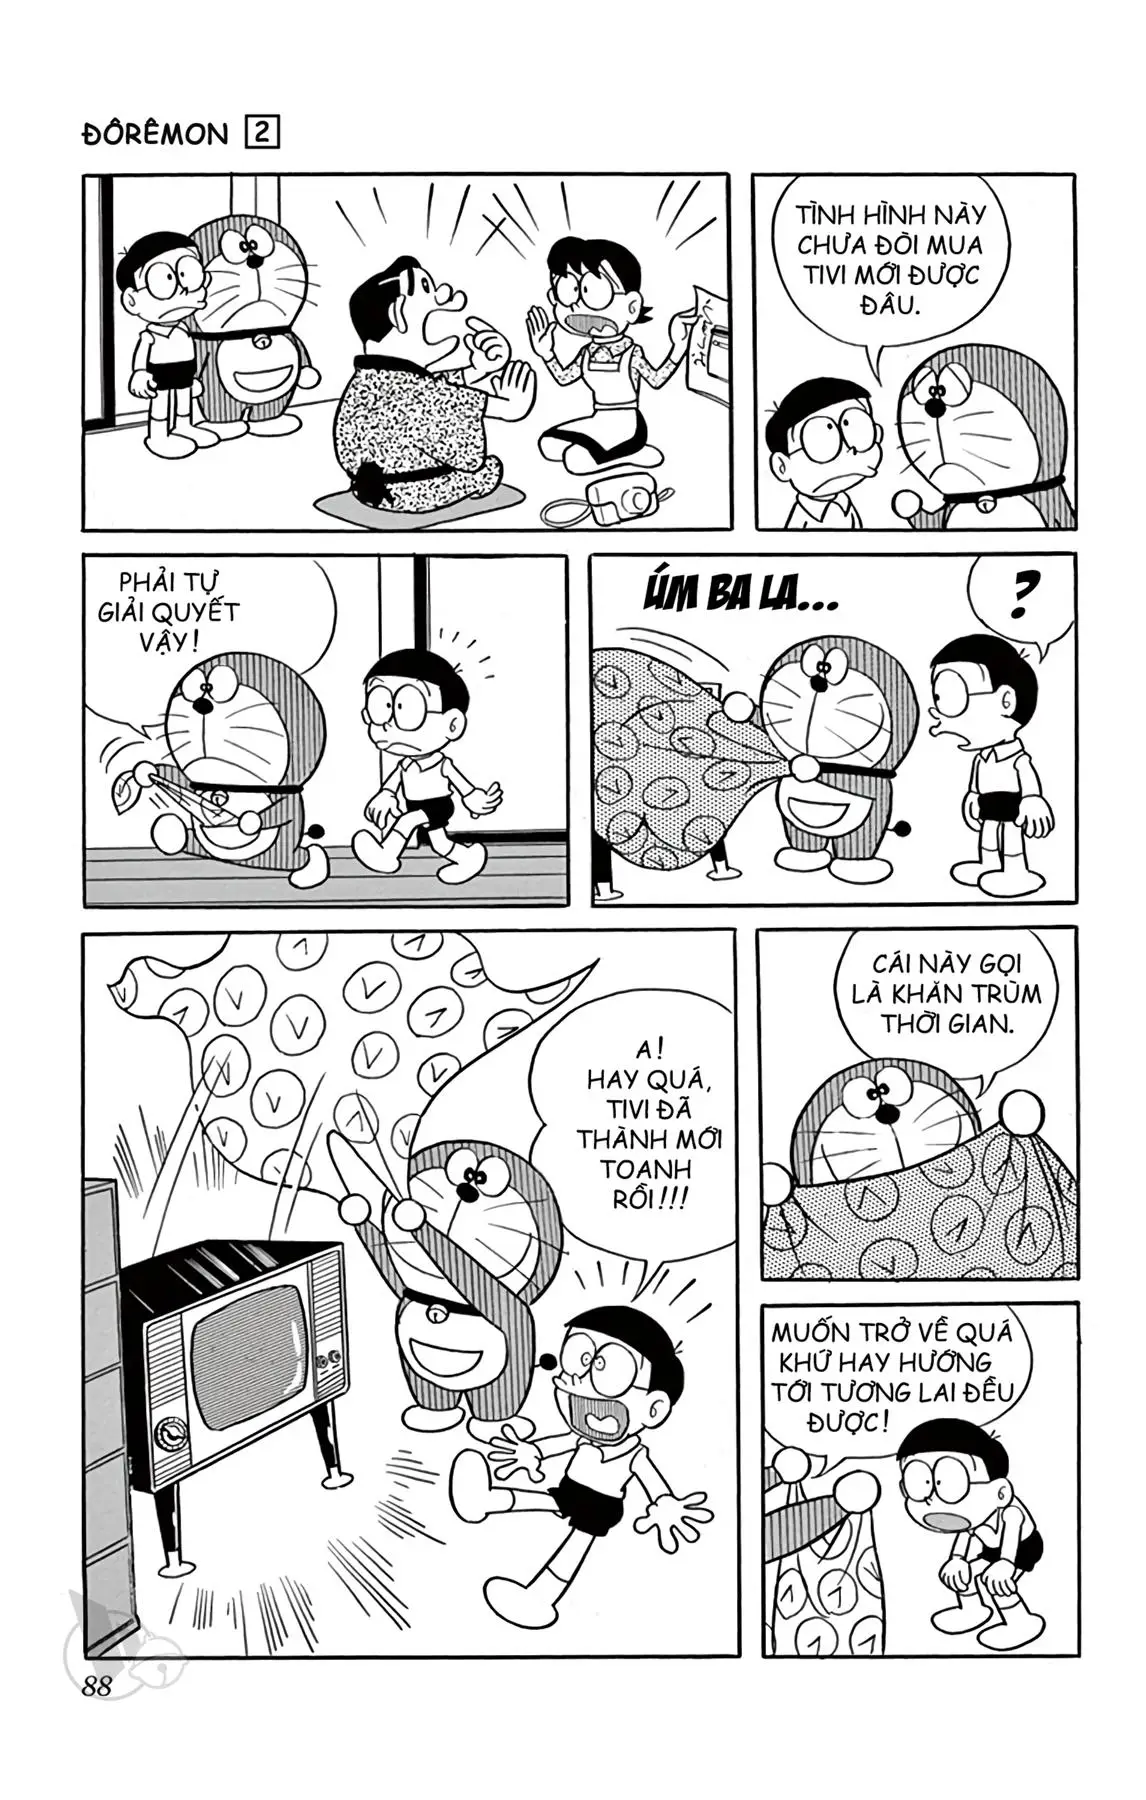 ĐÔRÊMON 2
TÌNH HÌNH NÀY
CHƯA ĐÒI MUA
TIVI MỚI ĐƯỢC
ĐÂU.
PHẢI TỰ
GIẢI QUYẾT
VẬY!
ÚM BA LA...
?
A!
HAY QUÁ,
TIVI ĐÃ
THÀNH MỚI
TOANH
RỒI!!!
CÁI NÀY GỌI
LÀ KHĂN TRÙM
THỜI GIAN.
MUỐN TRỞ VỀ QUÁ
KHỨ HAY HƯỚNG
TỚI TƯƠNG LAI ĐỀU
ĐƯỢC!
88